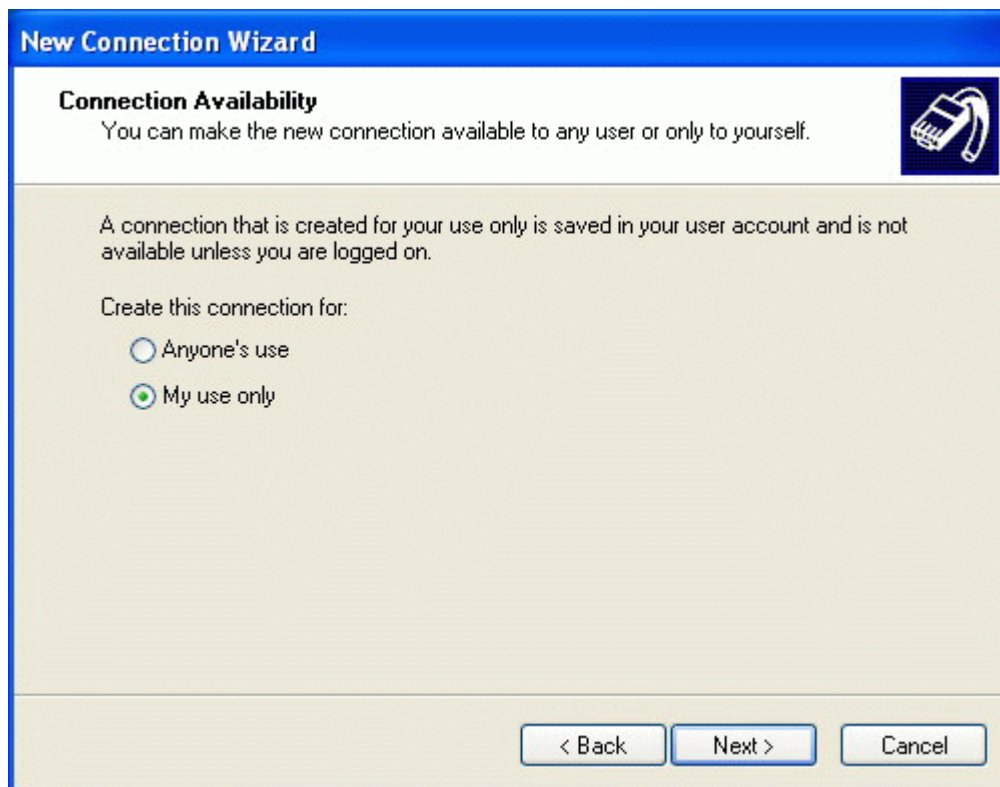 New Connection Wizard
Connection Availability
You can make the new connection available to any user or only to yourself.
A connection that is created for your use only is saved in your user account and is not
available unless you are logged on.
Create this connection for:
Anyone's use
My use only
< Back Next > Cancel